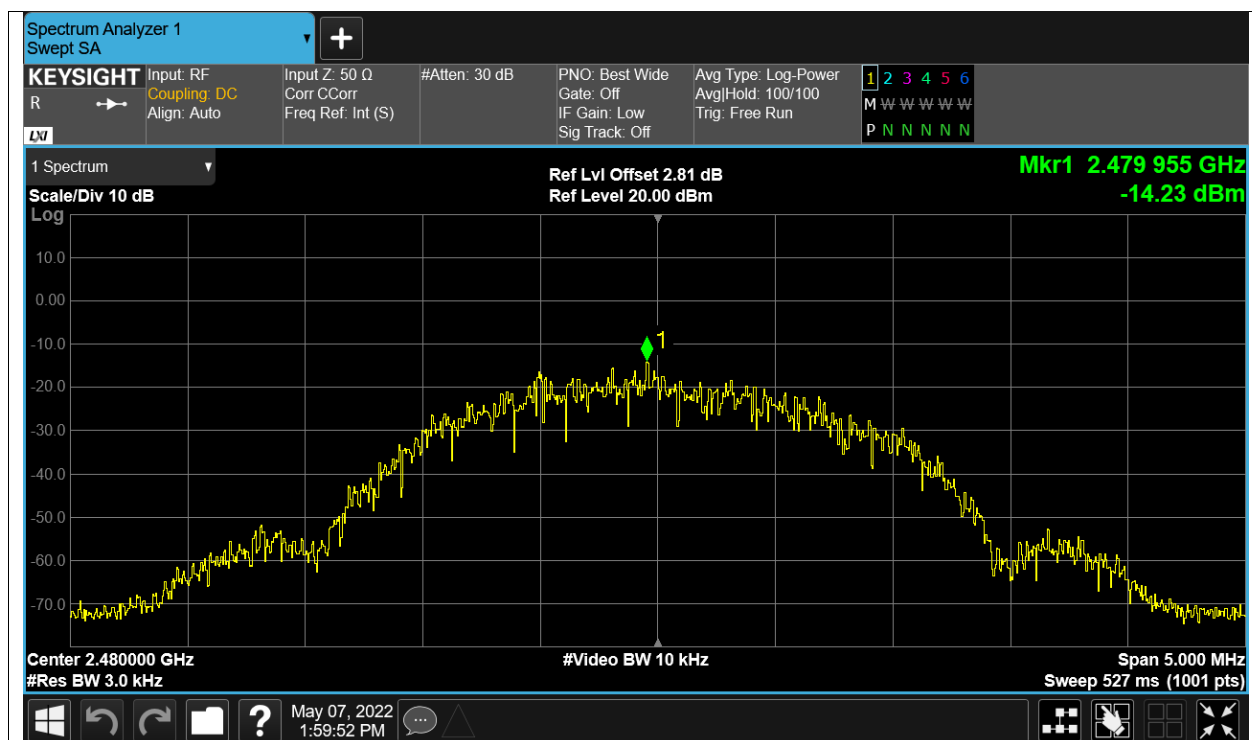 Spectrum Analyzer 1
Swept SA
+
KEYSIGHT
R
LXI
Input: RF
Coupling: DC
Align: Auto
Input Z: 50 Ω
Corr CCorr
Freq Ref: Int (S)
#Atten: 30 dB
PNO: Best Wide
Gate: Off
IF Gain: Low
Sig Track: Off
Avg Type: Log-Power
Avg|Hold: 100/100
Trig: Free Run
1 2 3 4 5 6
M W W W W W
P N N N N N
1 Spectrum
Scale/Div 10 dB
Ref Lvl Offset 2.81 dB
Ref Level 20.00 dBm
Mkr1 2.479 955 GHz
-14.23 dBm
Log
10.0
0.00
-10.0
-20.0
-30.0
-40.0
-50.0
-60.0
-70.0
1
Center 2.480000 GHz
#Res BW 3.0 kHz
#Video BW 10 kHz
Span 5.000 MHz
Sweep 527 ms (1001 pts)
?
May 07, 2022
1:59:52 PM